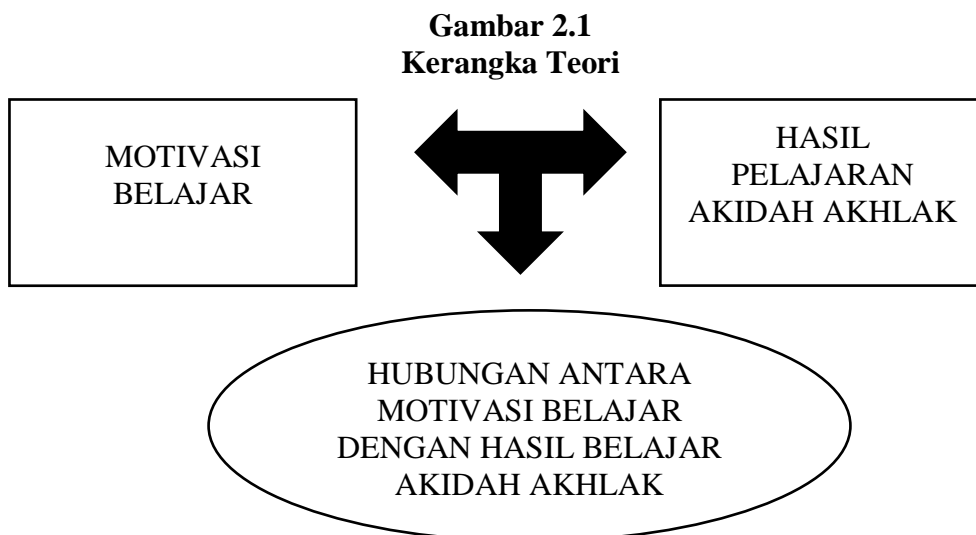 Gambar 2.1
Kerangka Teori
MOTIVASI
BELAJAR
HASIL
PELAJARAN
AKIDAH AKHLAK
HUBUNGAN ANTARA
MOTIVASI BELAJAR
DENGAN HASIL BELAJAR
AKIDAH AKHLAK